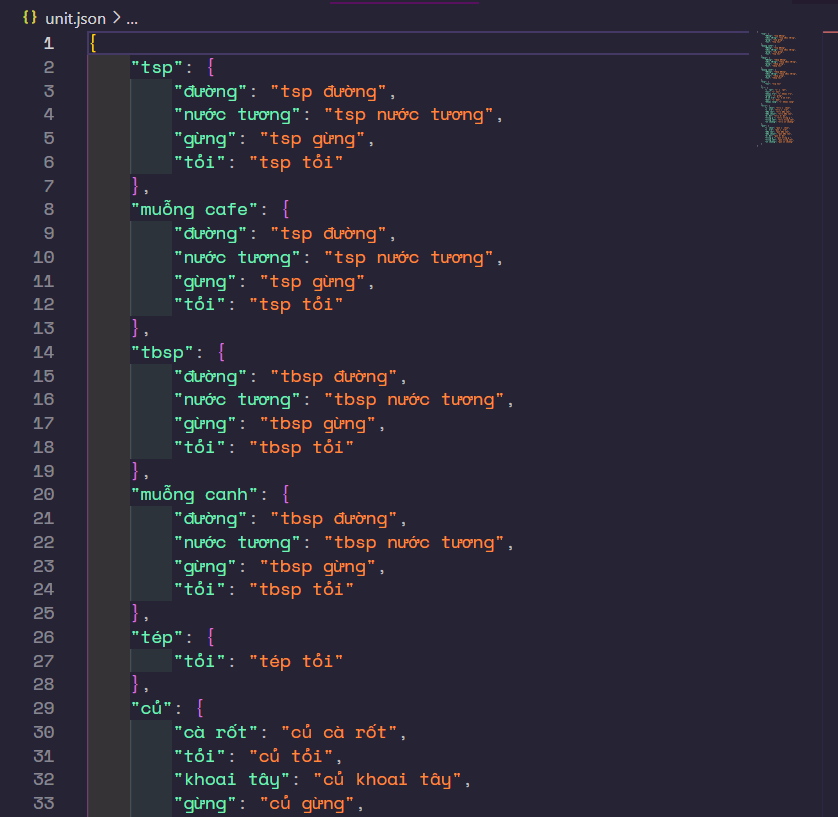 {} unit.json > ...
1 {
2 "tsp": {
3 "đường": "tsp đường",
4 "nước tương": "tsp nước tương",
5 "gừng": "tsp gừng",
6 "tỏi": "tsp tỏi"
7 },
8 "muỗng cafe": {
9 "đường": "tsp đường",
10 "nước tương": "tsp nước tương",
11 "gừng": "tsp gừng",
12 "tỏi": "tsp tỏi"
13 },
14 "tbsp": {
15 "đường": "tbsp đường",
16 "nước tương": "tbsp nước tương",
17 "gừng": "tbsp gừng",
18 "tỏi": "tbsp tỏi"
19 },
20 "muỗng canh": {
21 "đường": "tbsp đường",
22 "nước tương": "tbsp nước tương",
23 "gừng": "tbsp gừng",
24 "tỏi": "tbsp tỏi"
25 },
26 "tép": {
27 "tỏi": "tép tỏi"
28 },
29 "củ": {
30 "cà rốt": "củ cà rốt",
31 "tỏi": "củ tỏi",
32 "khoai tây": "củ khoai tây",
33 "gừng": "củ gừng",